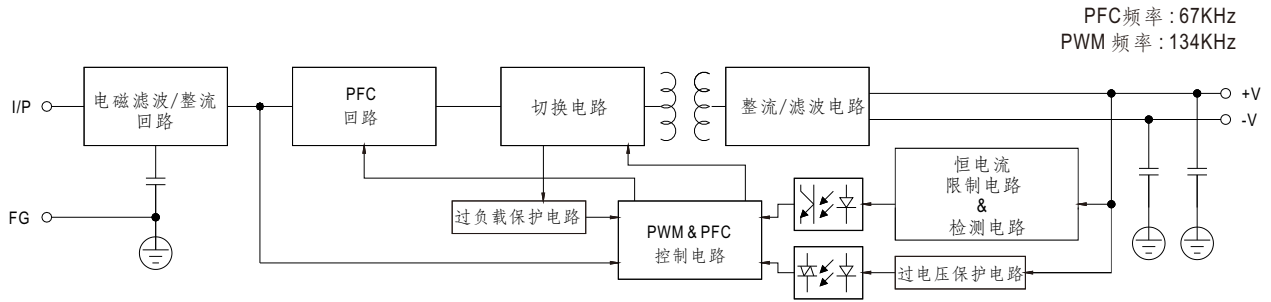 PFC频率 : 67KHz
PWM 频率 : 134KHz
I/P
电磁滤波/整流
回路
PFC
回路
切换电路
整流/滤波电路
+V
-V
恒电流
限制电路
&
检测电路
FG
过负载保护电路
PWM & PFC
控制电路
过电压保护电路